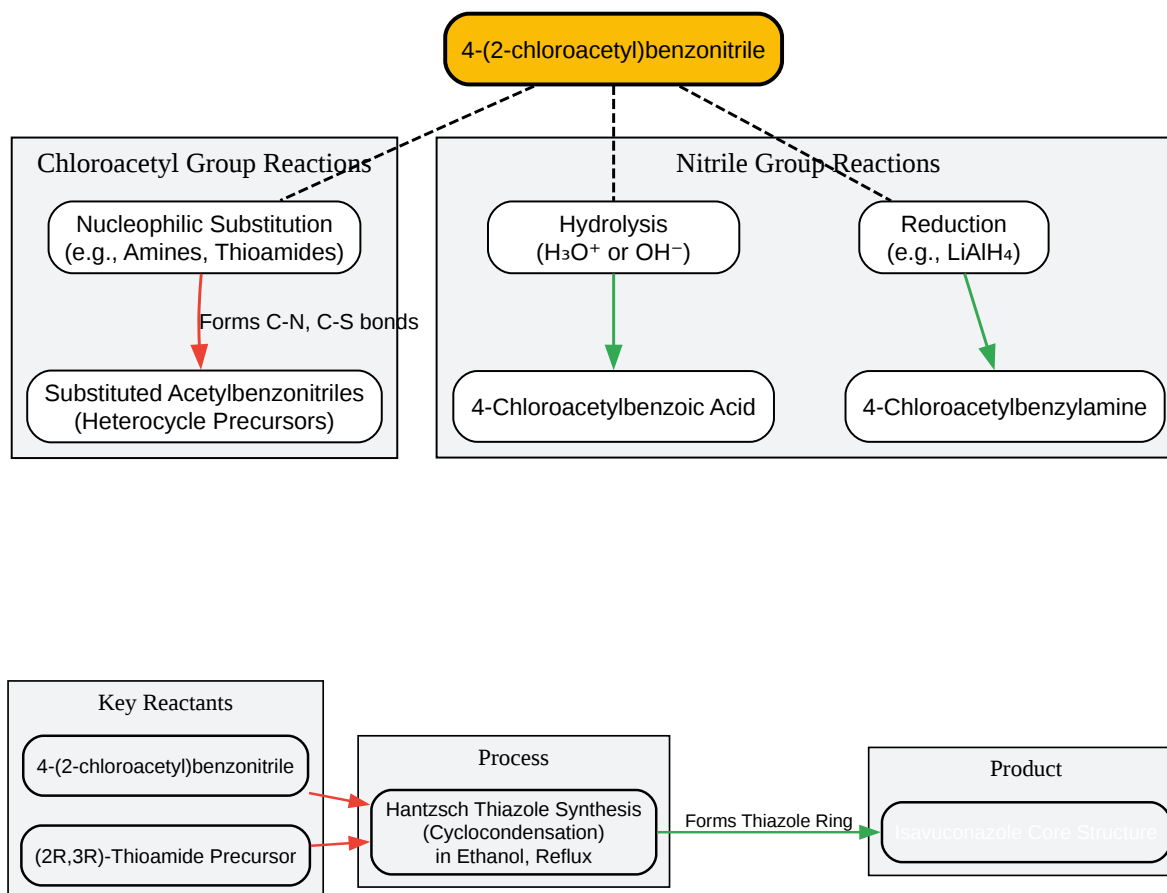 4-(2-chloroacetyl)benzonitrile
Chloroacetyl Group Reactions
Nucleophilic Substitution
(e.g., Amines, Thioamides)
Forms C-N, C-S bonds
Substituted Acetylbenzonitriles
(Heterocycle Precursors)
Nitrile Group Reactions
Hydrolysis
(H₃O⁺ or OH⁻)
Reduction
(e.g., LiAlH₄)
4-Chloroacetylbenzoic Acid
4-Chloroacetylbenzylamine
Key Reactants
4-(2-chloroacetyl)benzonitrile
(2R,3R)-Thioamide Precursor
Process
Hantzsch Thiazole Synthesis
(Cyclocondensation)
in Ethanol, Reflux
Forms Thiazole Ring
Product
Isavuconazole Core Structure